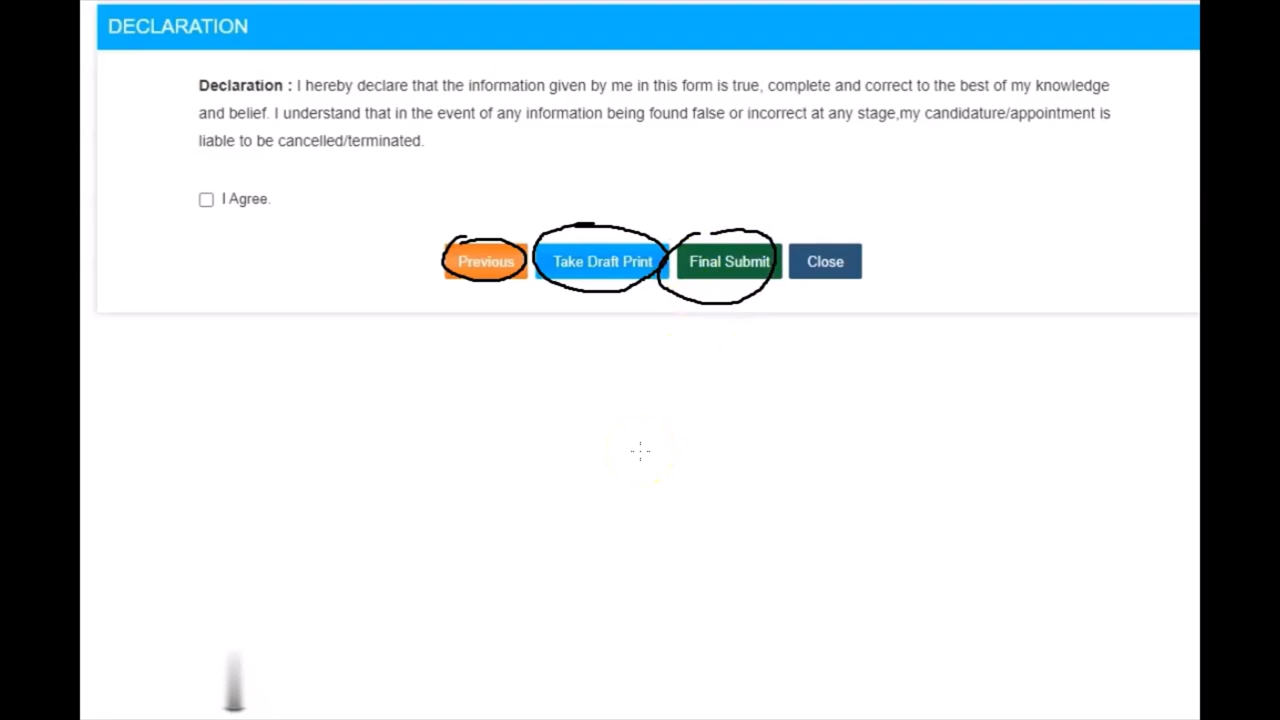 DECLARATION
Declaration : I hereby declare that the information given by me in this form is true, complete and correct to the best of my knowledge
and belief. I understand that in the event of any information being found false or incorrect at any stage,my candidature/appointment is
liable to be cancelled/terminated.
I Agree.
Previous Take Draft Print Final Submit Close